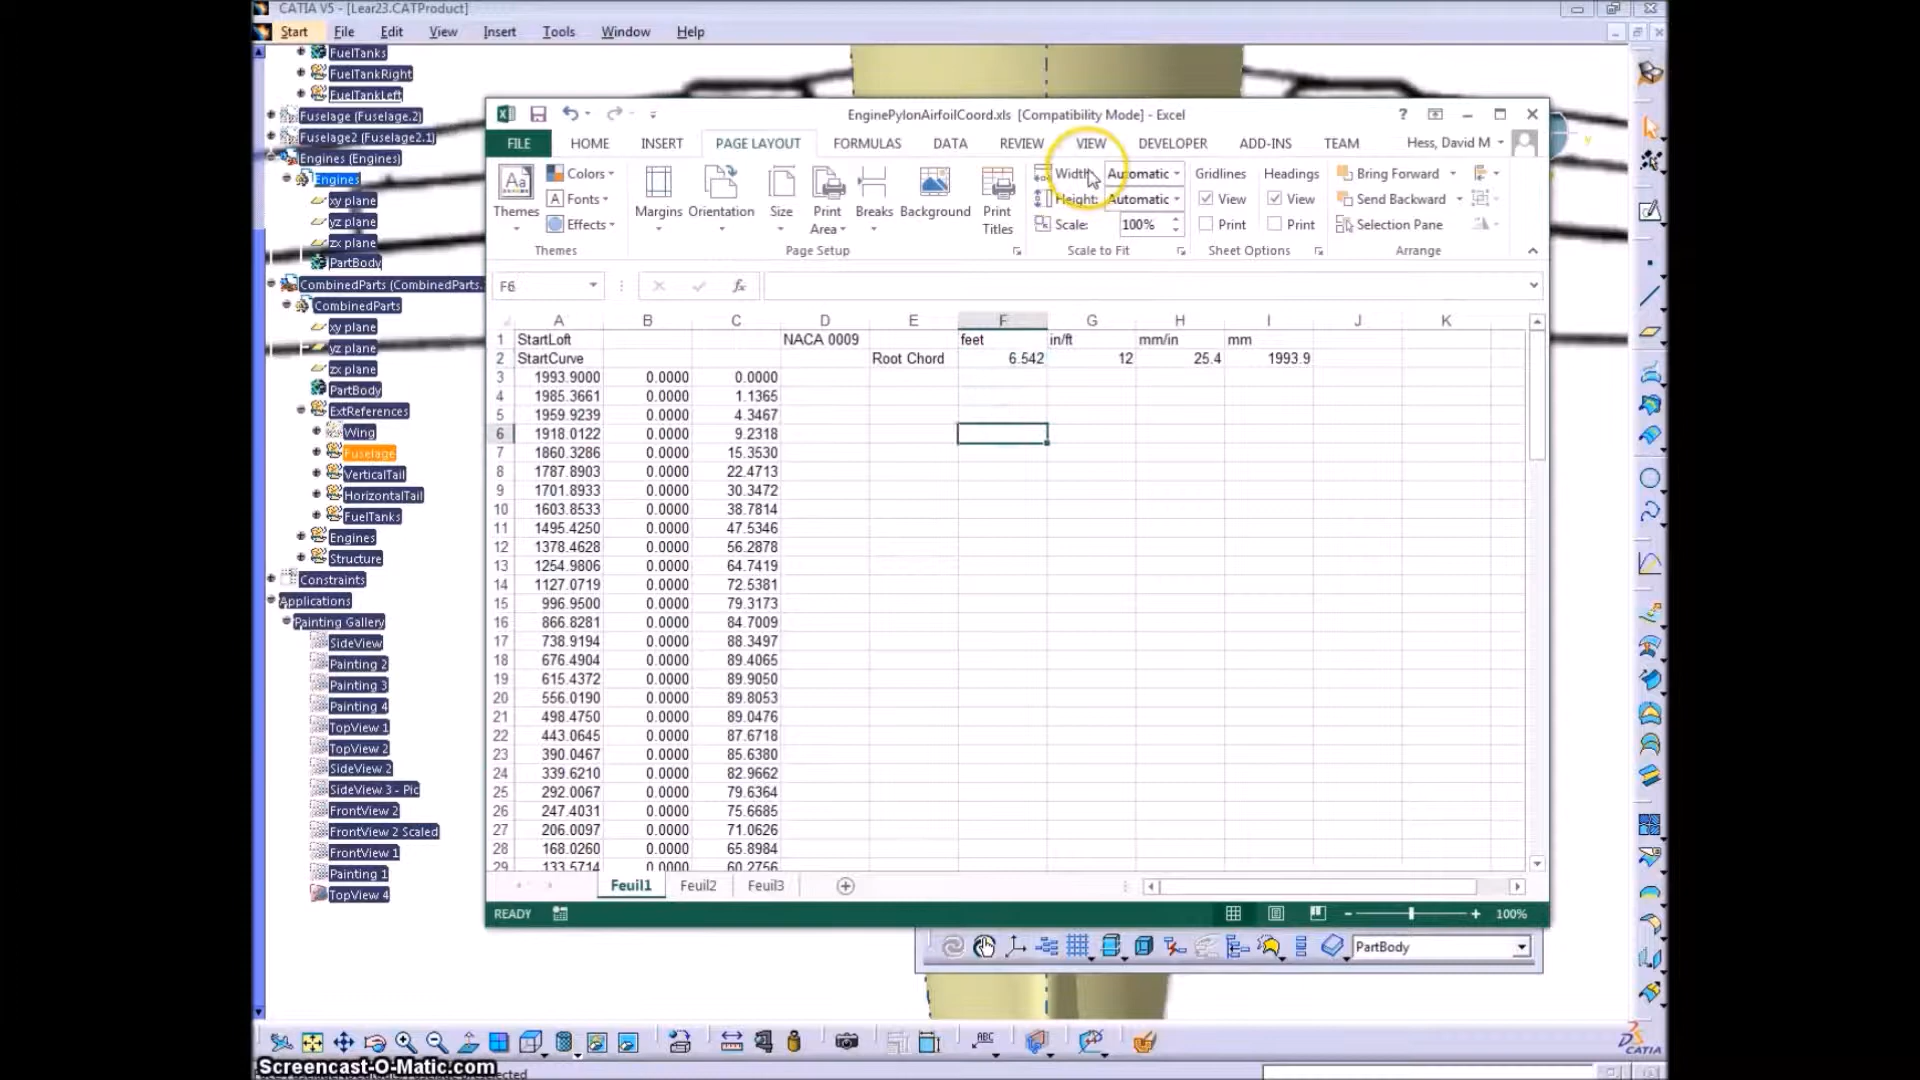 CATIA V5 - [Lear23.CATProduct]
Start File Edit View Insert Tools Window Help
FuelTanks
FuelTankRight
FuelTankLeft
Fuselage (Fuselage.2)
Fuselage2 (Fuselage2.1)
Engines (Engines)
Engines
xy plane
yz plane
zx plane
PartBody
CombinedParts (CombinedParts.
CombinedParts
xy plane
yz plane
zx plane
PartBody
ExtReferences
Wing
Fuselage
VerticalTail
HorizontalTail
FuelTanks
Engines
Structure
Constraints
Applications
Painting Gallery
SideView
Painting 2
Painting 3
Painting 4
TopView 1
TopView 2
SideView 2
SideView 3 - Pic
FrontView 2
FrontView 2 Scaled
FrontView 1
Painting 1
TopView 4
EnginePylonAirfoilCoord.xls [Compatibility Mode] - Excel
FILE HOME INSERT PAGE LAYOUT FORMULAS DATA REVIEW VIEW DEVELOPER ADD-INS TEAM Hess, David M
Colors Width: Automatic Gridlines Headings Bring Forward
Fonts Height: Automatic View View Send Backward
Themes Margins Orientation Size Print Area Breaks Background Print Titles
Effects Scale: 100% Print Print Selection Pane
Themes Page Setup Scale to Fit Sheet Options Arrange
F6 fx
A B C D E F G H I J K
1 StartLoft NACA 0009 feet in/ft mm/in mm
2 StartCurve Root Chord 6.542 12 25.4 1993.9
3 1993.9000 0.0000 0.0000
4 1985.3661 0.0000 1.1365
5 1959.9239 0.0000 4.3467
6 1918.0122 0.0000 9.2318
7 1860.3286 0.0000 15.3530
8 1787.8903 0.0000 22.4713
9 1701.8933 0.0000 30.3472
10 1603.8533 0.0000 38.7814
11 1495.4250 0.0000 47.5346
12 1378.4628 0.0000 56.2878
13 1254.9806 0.0000 64.7419
14 1127.0719 0.0000 72.5381
15 996.9500 0.0000 79.3173
16 866.8281 0.0000 84.7009
17 738.9194 0.0000 88.3497
18 676.4904 0.0000 89.4065
19 615.4372 0.0000 89.9050
20 556.0190 0.0000 89.8053
21 498.4750 0.0000 89.0476
22 443.0645 0.0000 87.6718
23 390.0467 0.0000 85.6380
24 339.6210 0.0000 82.9662
25 292.0067 0.0000 79.6364
26 247.4031 0.0000 75.6685
27 206.0097 0.0000 71.0626
28 168.0260 0.0000 65.8984
29 133.5714 0.0000 60.2756
Feuil1 Feuil2 Feuil3
READY 100%
PartBody
ABC
CATIA
Screencast-O-Matic.com